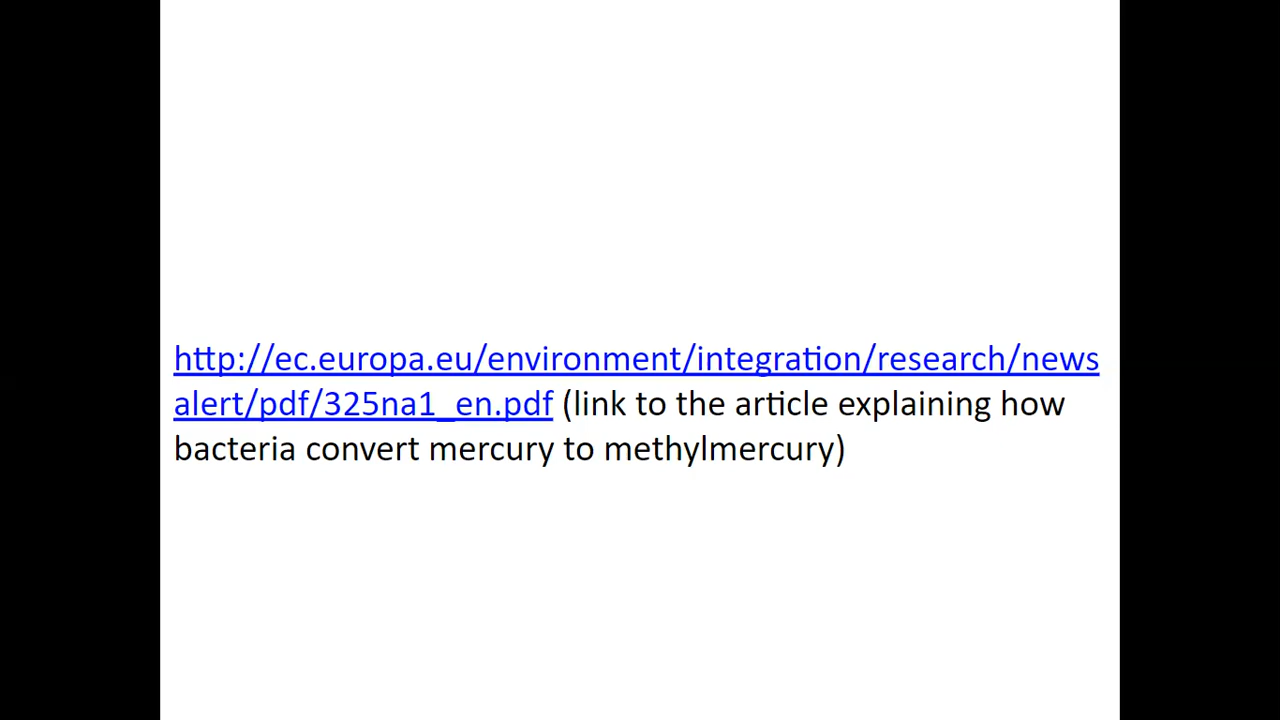 http://ec.europa.eu/environment/integration/research/news
alert/pdf/325na1_en.pdf (link to the article explaining how
bacteria convert mercury to methylmercury)